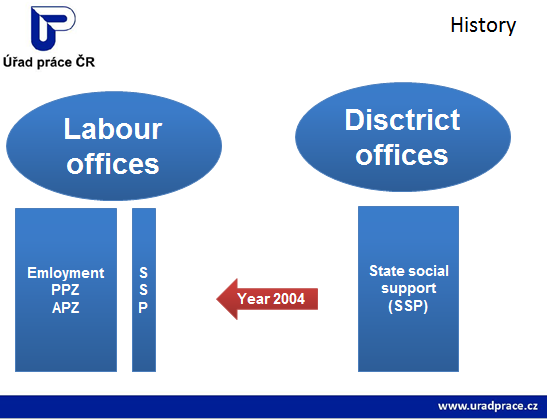 History
Úřad práce ČR
Labour
offices
Disctrict
offices
Emloyment
PPZ
APZ
S
S
P
Year 2004
State social
support
(SSP)
www.uradprace.cz